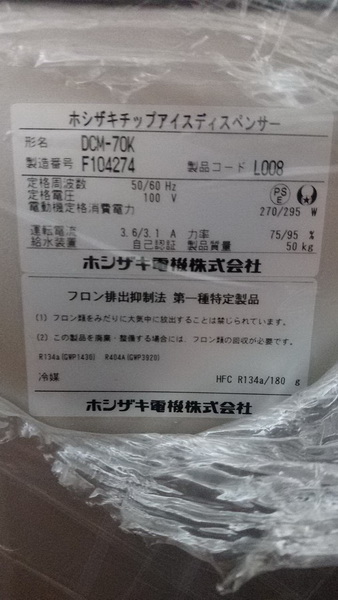 ホシザキチップアイスディスペンサー
形名 DCM-70K
製造番号 F104274 製品コード L008
定格周波数 50/60 Hz
定格電圧 100 V
PSE
電動機定格消費電力 270/295 W
運転電流 3.6/3.1 A 力率 75/95 %
給水装置 自己認証 製品質量 50 kg
ホシザキ電機株式会社
フロン排出抑制法 第一種特定製品
(1) フロン類をみだりに大気中に放出することは禁じられています。
(2) この製品を廃棄・整備する場合には、フロン類の回収が必要です。
R134a(GWP1430) R404A(GWP3920)
冷媒 HFC R134a/180 g
ホシザキ電機株式会社